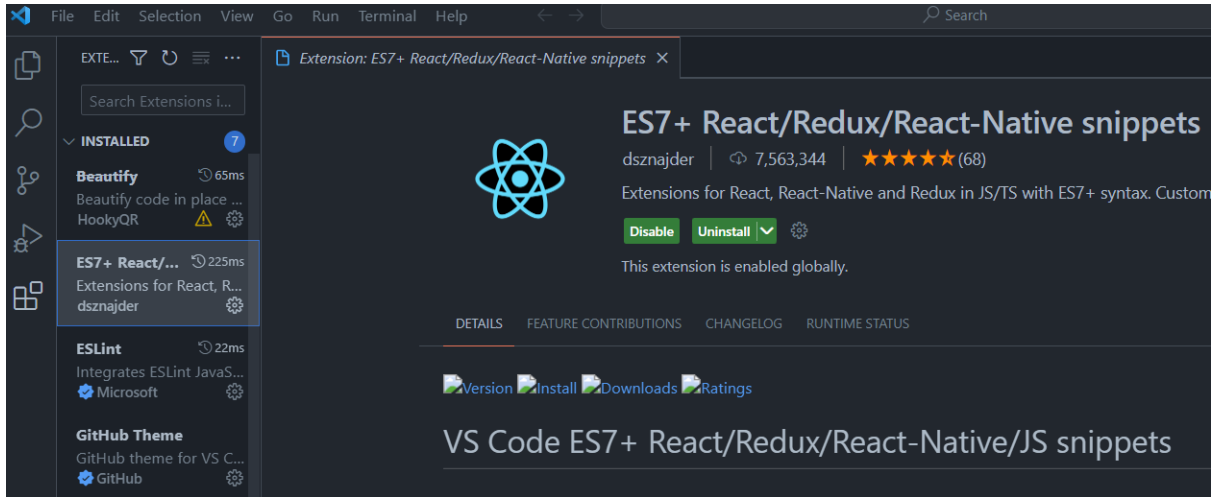 File Edit Selection View Go Run Terminal Help
Search
EXTE...
Search Extensions i...
INSTALLED 7
Beautify 65ms
Beautify code in place ...
HookyQR
ES7+ React/... 225ms
Extensions for React, R...
dsznajder
ESLint 22ms
Integrates ESLint JavaS...
Microsoft
GitHub Theme
GitHub theme for VS C...
GitHub
Extension: ES7+ React/Redux/React-Native snippets
ES7+ React/Redux/React-Native snippets
dsznajder 7,563,344 (68)
Extensions for React, React-Native and Redux in JS/TS with ES7+ syntax. Custom
Disable Uninstall
This extension is enabled globally.
DETAILS FEATURE CONTRIBUTIONS CHANGELOG RUNTIME STATUS
Version Install Downloads Ratings
VS Code ES7+ React/Redux/React-Native/JS snippets